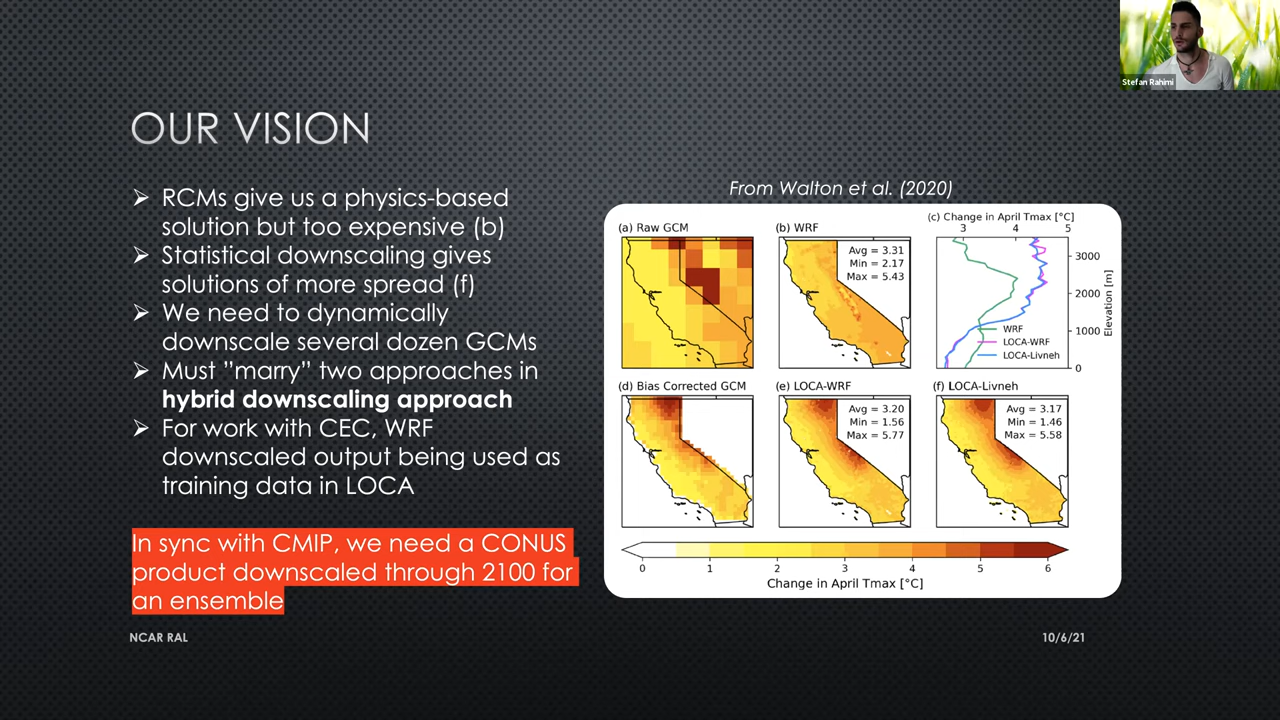 Stefan Rahimi
OUR VISION
RCMs give us a physics-based
solution but too expensive (b)
Statistical downscaling gives
solutions of more spread (f)
We need to dynamically
downscale several dozen GCMs
Must ”marry” two approaches in
hybrid downscaling approach
For work with CEC, WRF
downscaled output being used as
training data in LOCA
In sync with CMIP, we need a CONUS
product downscaled through 2100 for
an ensemble
From Walton et al. (2020)
(a) Raw GCM
(b) WRF
Avg = 3.31
Min = 2.17
Max = 5.43
(c) Change in April Tmax [°C]
3 4 5
3000
2000
1000
0
Elevation [m]
WRF
LOCA-WRF
LOCA-Livneh
(d) Bias Corrected GCM
(e) LOCA-WRF
Avg = 3.20
Min = 1.56
Max = 5.77
(f) LOCA-Livneh
Avg = 3.17
Min = 1.46
Max = 5.58
0 1 2 3 4 5 6
Change in April Tmax [°C]
NCAR RAL
10/6/21